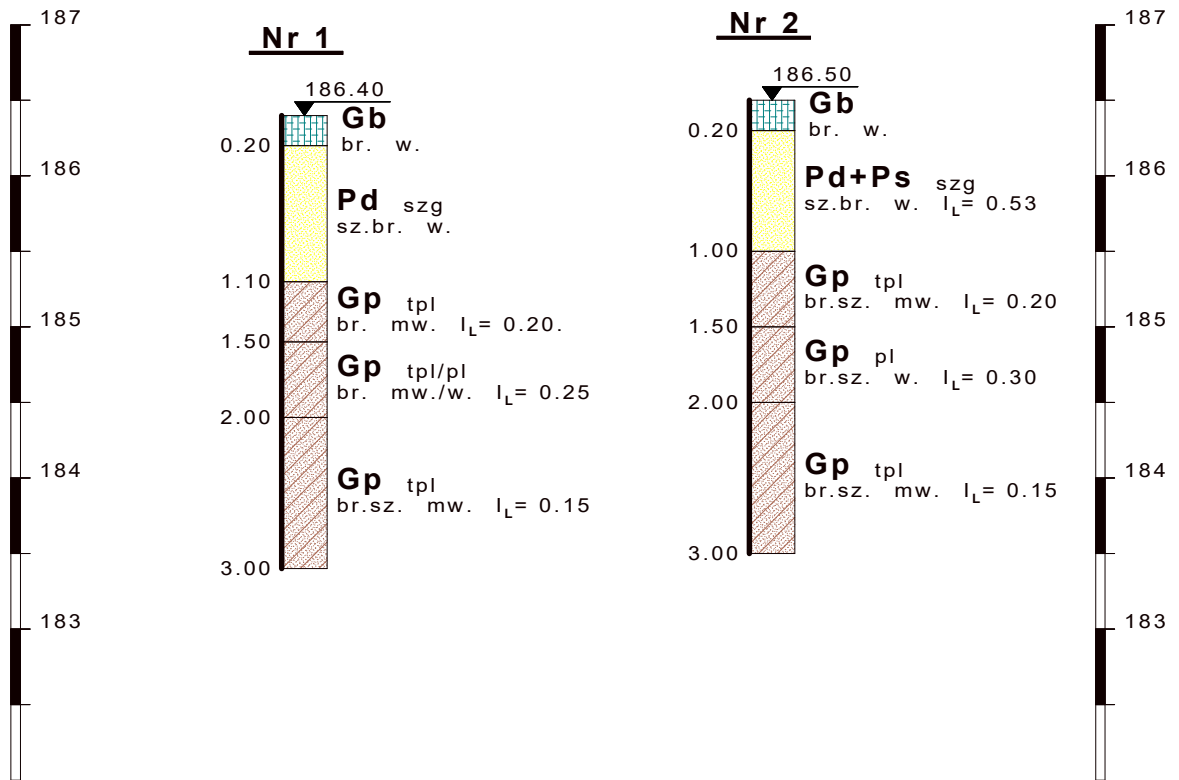 187
186
185
184
183
Nr 1
186.40
Gb
br. w.
0.20
Pd szg
sz.br. w.
1.10
Gp tpl
br. mw. IL= 0.20.
1.50
Gp tpl/pl
br. mw./w. IL= 0.25
2.00
Gp tpl
br.sz. mw. IL= 0.15
3.00
Nr 2
186.50
Gb
br. w.
0.20
Pd+Ps szg
sz.br. w. IL= 0.53
1.00
Gp tpl
br.sz. mw. IL= 0.20
1.50
Gp pl
br.sz. w. IL= 0.30
2.00
Gp tpl
br.sz. mw. IL= 0.15
3.00
187
186
185
184
183